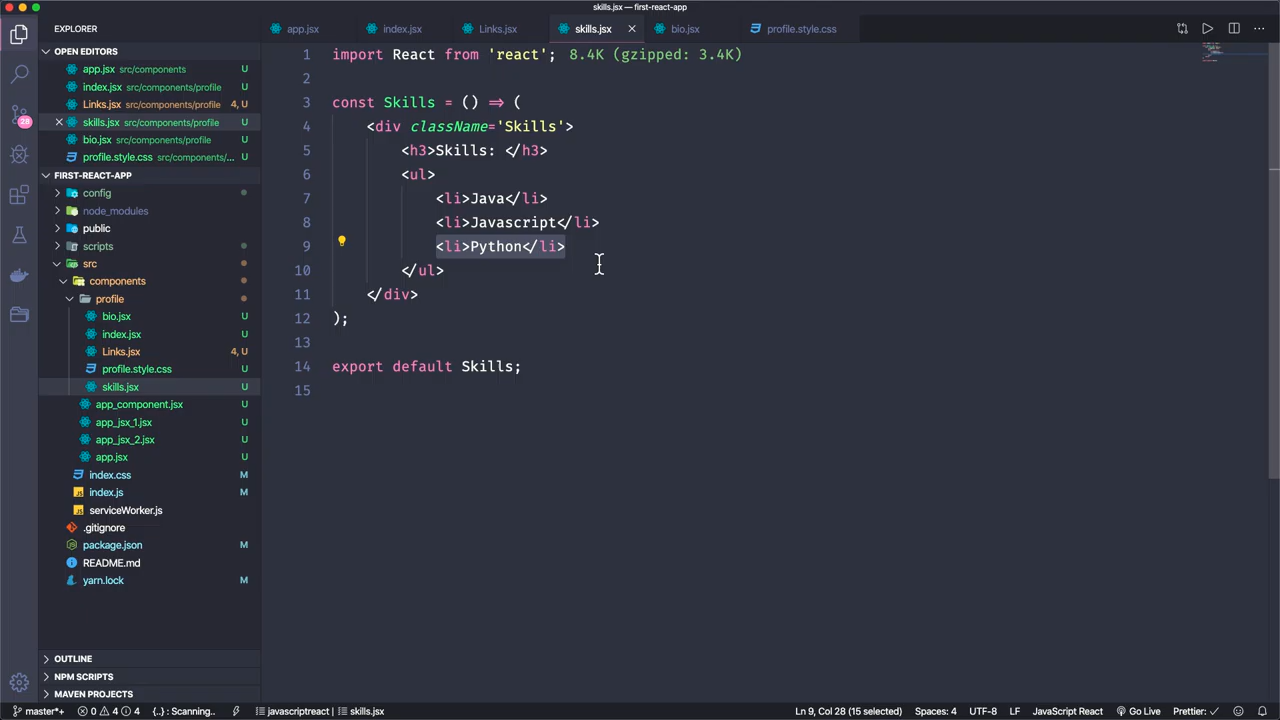 skills.jsx — first-react-app
EXPLORER
app.jsx
index.jsx
Links.jsx
skills.jsx
bio.jsx
profile.style.css
OPEN EDITORS
app.jsx src/components U
index.jsx src/components/profile U
Links.jsx src/components/profile 4, U
skills.jsx src/components/profile U
bio.jsx src/components/profile U
profile.style.css src/components/... U
FIRST-REACT-APP
config
node_modules
public
scripts
src
components
profile
bio.jsx U
index.jsx U
Links.jsx 4, U
profile.style.css U
skills.jsx U
app_component.jsx U
app_jsx_1.jsx U
app_jsx_2.jsx U
app.jsx U
index.css M
index.js M
serviceWorker.js
.gitignore
package.json M
README.md
yarn.lock M
OUTLINE
NPM SCRIPTS
MAVEN PROJECTS
28
1 import React from 'react'; 8.4K (gzipped: 3.4K)
2
3 const Skills = () => (
4 <div className='Skills'>
5 <h3>Skills: </h3>
6 <ul>
7 <li>Java</li>
8 <li>Javascript</li>
9 <li>Python</li>
10 </ul>
11 </div>
12 );
13
14 export default Skills;
15
master*+ 0 4 4 {..} : Scanning.. javascriptreact skills.jsx Ln 9, Col 28 (15 selected) Spaces: 4 UTF-8 LF JavaScript React Go Live Prettier: ✓